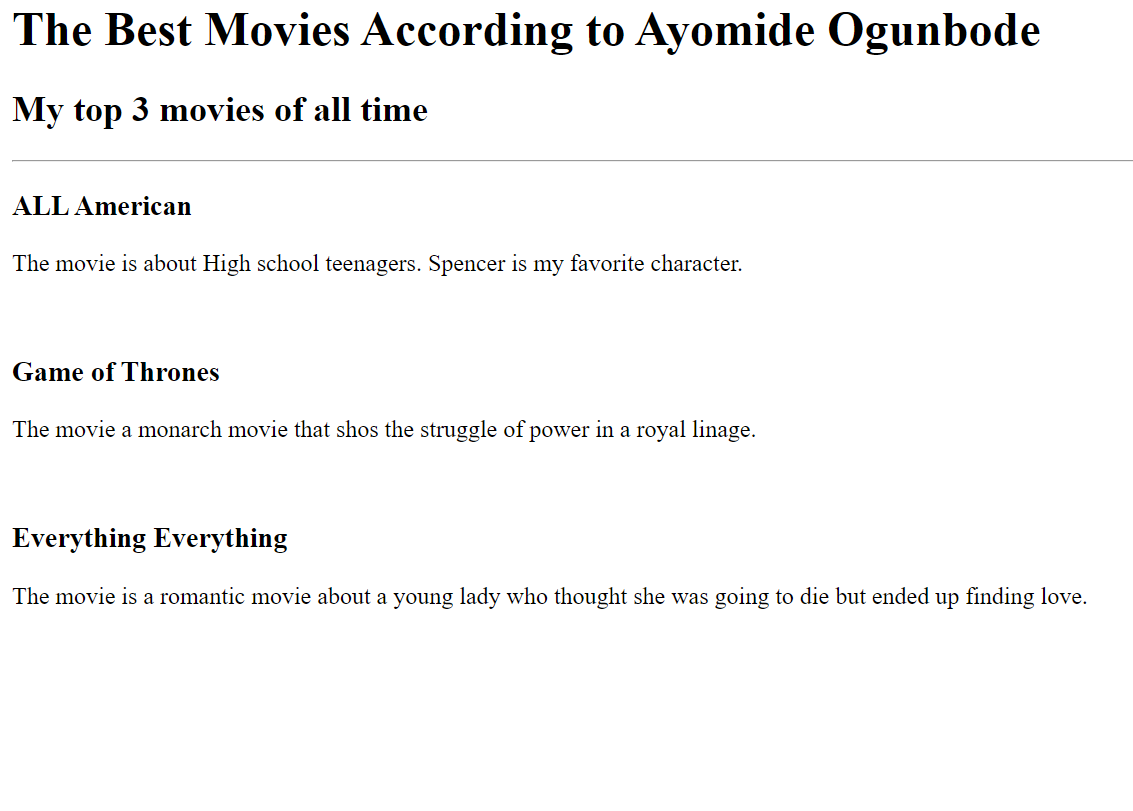 The Best Movies According to Ayomide Ogunbode
My top 3 movies of all time
ALL American
The movie is about High school teenagers. Spencer is my favorite character.
Game of Thrones
The movie a monarch movie that shos the struggle of power in a royal linage.
Everything Everything
The movie is a romantic movie about a young lady who thought she was going to die but ended up finding love.